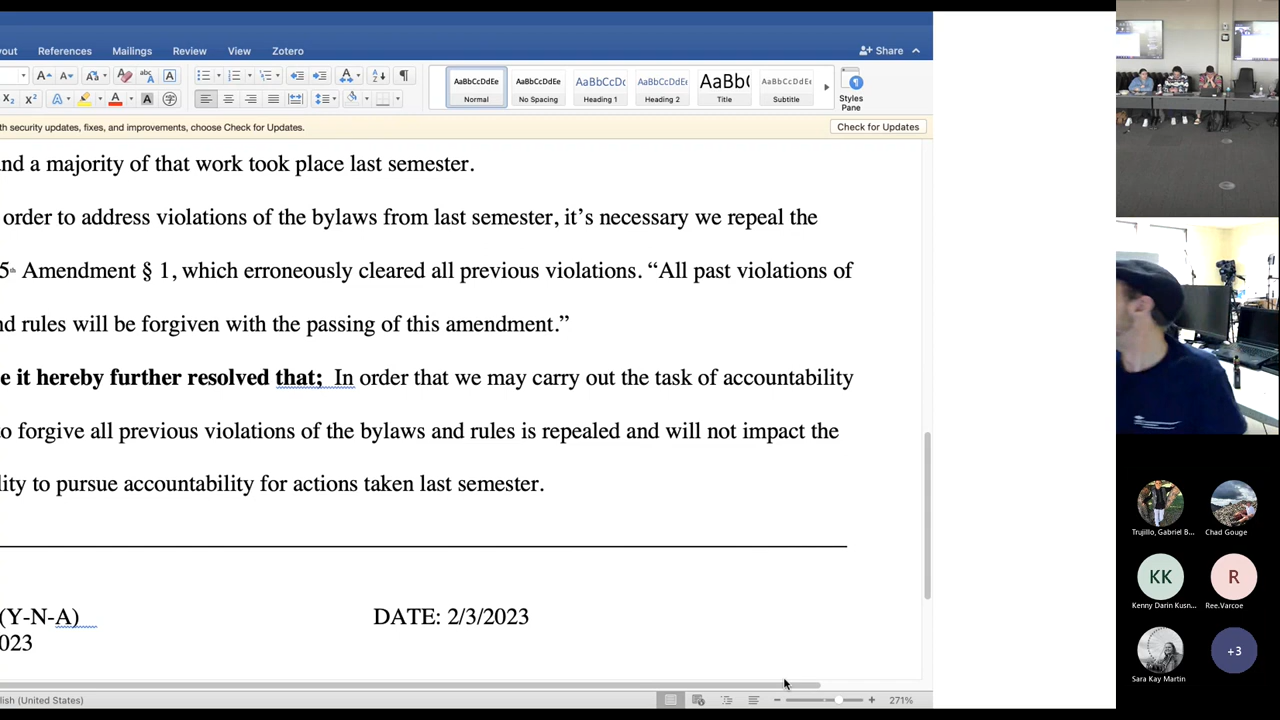 yout References Mailings Review View Zotero Share
AaBbCcDdEe AaBbCcDdEe AaBbCcDc AaBbCcDdEe AaBbC AaBbCcDdEe
Normal No Spacing Heading 1 Heading 2 Title Subtitle Styles Pane
th security updates, fixes, and improvements, choose Check for Updates. Check for Updates
nd a majority of that work took place last semester.
order to address violations of the bylaws from last semester, it’s necessary we repeal the
5th Amendment § 1, which erroneously cleared all previous violations. “All past violations of
nd rules will be forgiven with the passing of this amendment.”
e it hereby further resolved that; In order that we may carry out the task of accountability
to forgive all previous violations of the bylaws and rules is repealed and will not impact the
lity to pursue accountability for actions taken last semester.
(Y-N-A) DATE: 2/3/2023
023
lish (United States) 271%
Trujillo, Gabriel B... Chad Gouge
KK R
Kenny Darin Kusn... Ree.Varcoe
+3
Sara Kay Martin